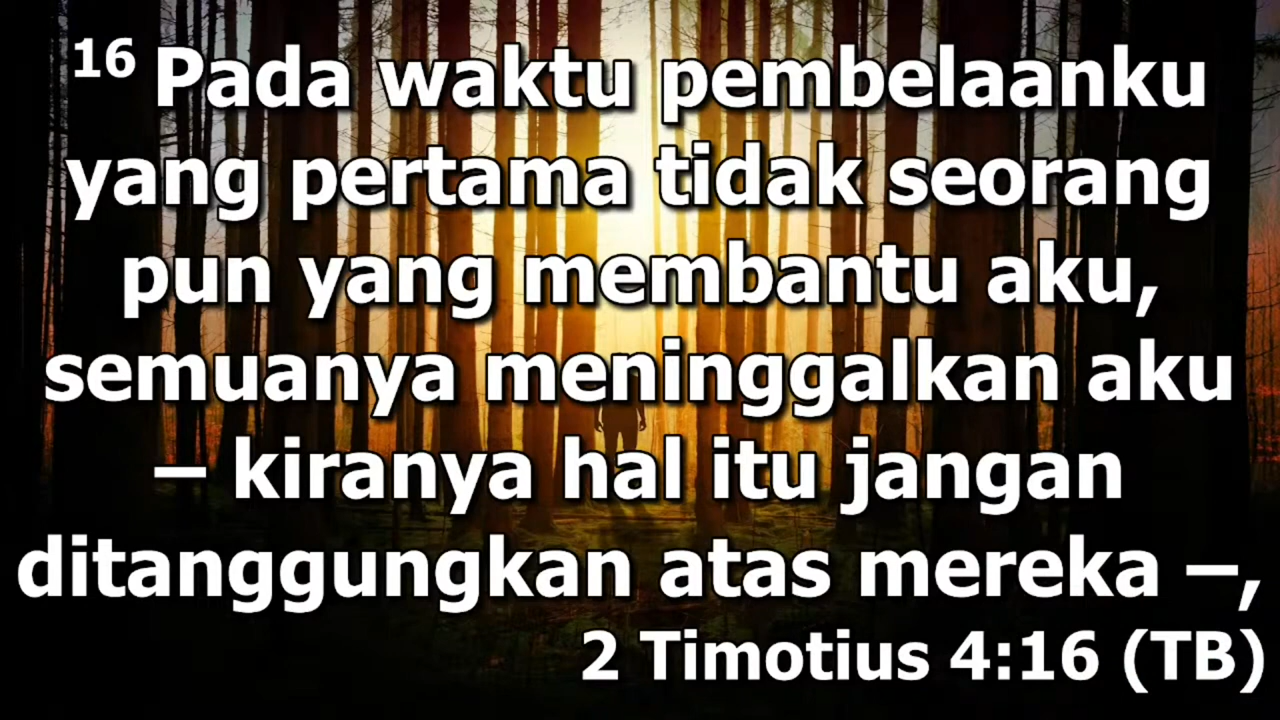 16 Pada waktu pembelaanku
yang pertama tidak seorang
pun yang membantu aku,
semuanya meninggalkan aku
– kiranya hal itu jangan
ditanggungkan atas mereka –,
2 Timotius 4:16 (TB)